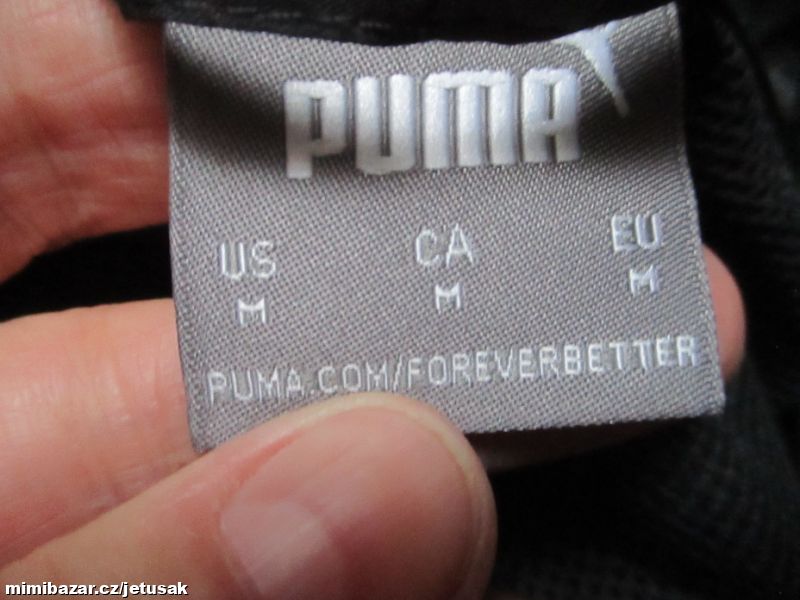 PUMA
US CA EU
M M M
PUMA.COM/FOREVERBETTER
mimibazar.cz/jetusak